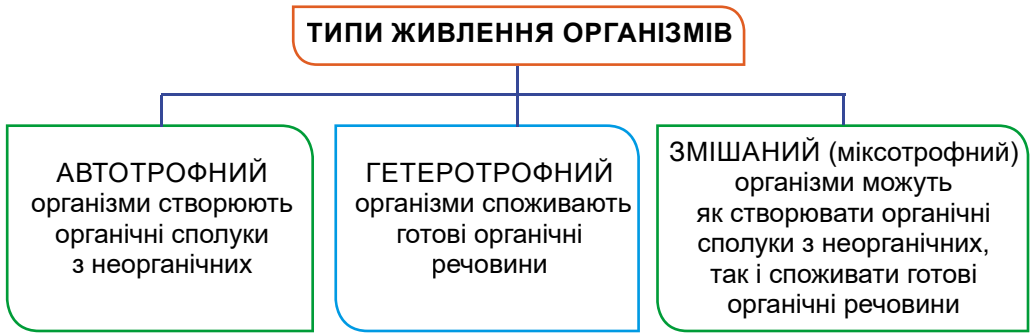 ТИПИ ЖИВЛЕННЯ ОРГАНІЗМІВ
АВТОТРОФНИЙ
організми створюють
органічні сполуки
з неорганічних
ГЕТЕРОТРОФНИЙ
організми споживають
готові органічні
речовини
ЗМІШАНИЙ (міксотрофний)
організми можуть
як створювати органічні
сполуки з неорганічних,
так і споживати готові
органічні речовини